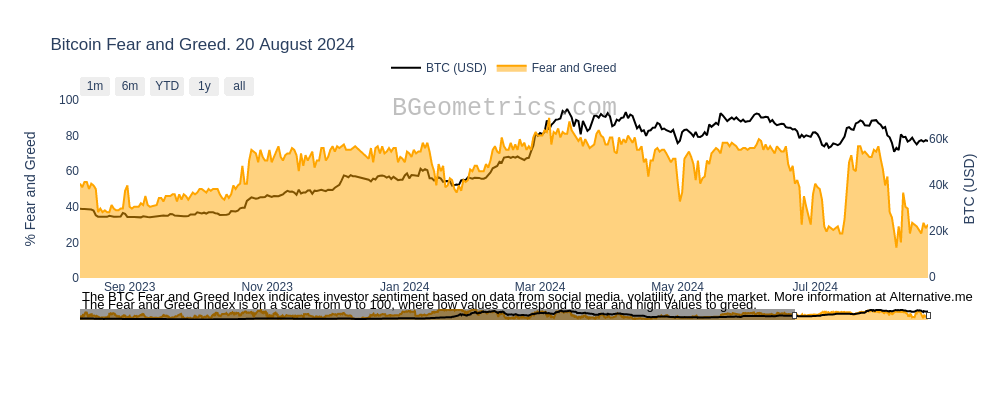 Bitcoin Fear and Greed. 20 August 2024
BTC (USD)
Fear and Greed
1m
6m
YTD
1y
all
BGeometrics.com
% Fear and Greed
100
80
60
40
20
0
60k
40k
20k
0
BTC (USD)
Sep 2023
Nov 2023
Jan 2024
Mar 2024
May 2024
Jul 2024
The BTC Fear and Greed Index indicates investor sentiment based on data from social media, volatility, and the market. More information at Alternative.me
The Fear and Greed Index is on a scale from 0 to 100, where low values correspond to fear and high values to greed.